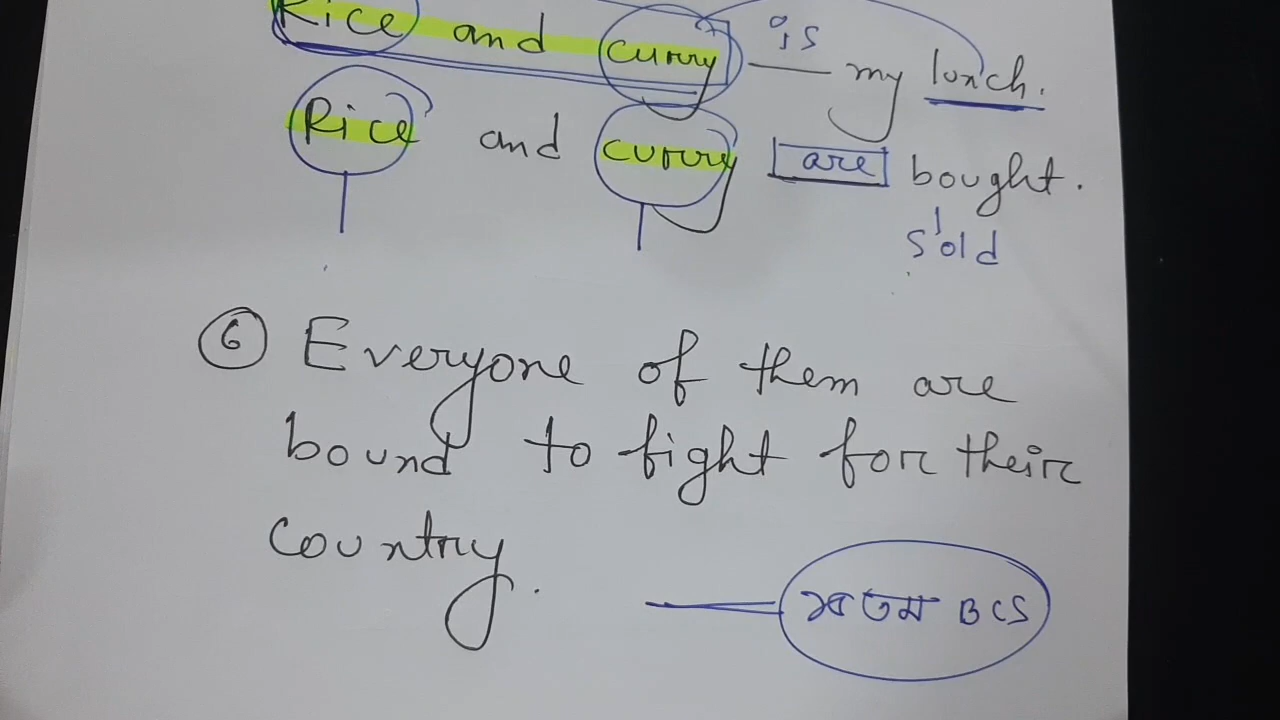 Rice and curry is my lunch.
Rice and curry are bought.
sold
6 Everyone of them are
bound to fight for their
country.
তম BCS